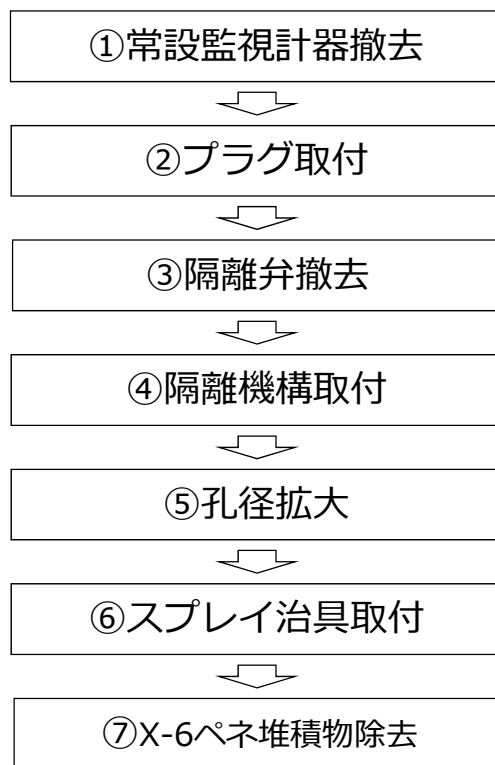 ①常設監視計器撤去
②プラグ取付
③隔離弁撤去
④隔離機構取付
⑤孔径拡大
⑥スプレイ治具取付
⑦X-6ペネ堆積物除去